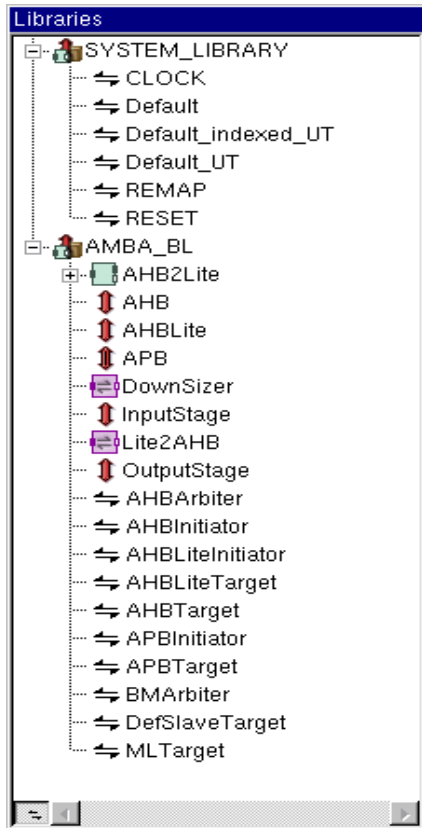 Libraries
SYSTEM_LIBRARY
CLOCK
Default
Default_indexed_UT
Default_UT
REMAP
RESET
AMBA_BL
AHB2Lite
AHB
AHBLite
APB
DownSizer
InputStage
Lite2AHB
OutputStage
AHBArbiter
AHBInitiator
AHBLiteInitiator
AHBLiteTarget
AHBTarget
APBInitiator
APBTarget
BMArbiter
DefSlaveTarget
MLTarget